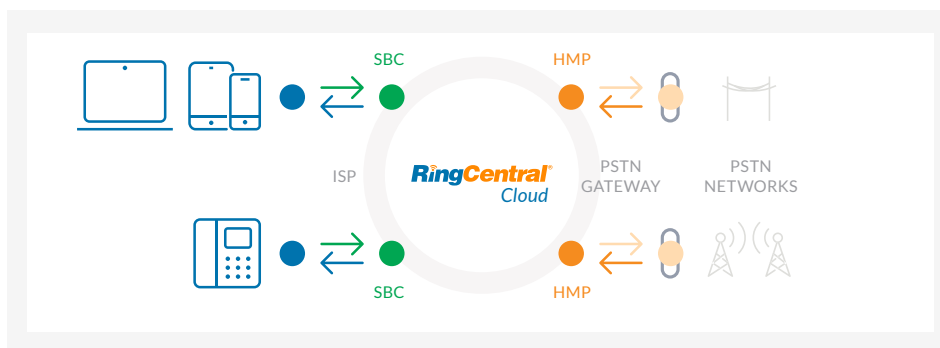 SBC
HMP
ISP
RingCentral®
Cloud
PSTN
GATEWAY
PSTN
NETWORKS
SBC
HMP